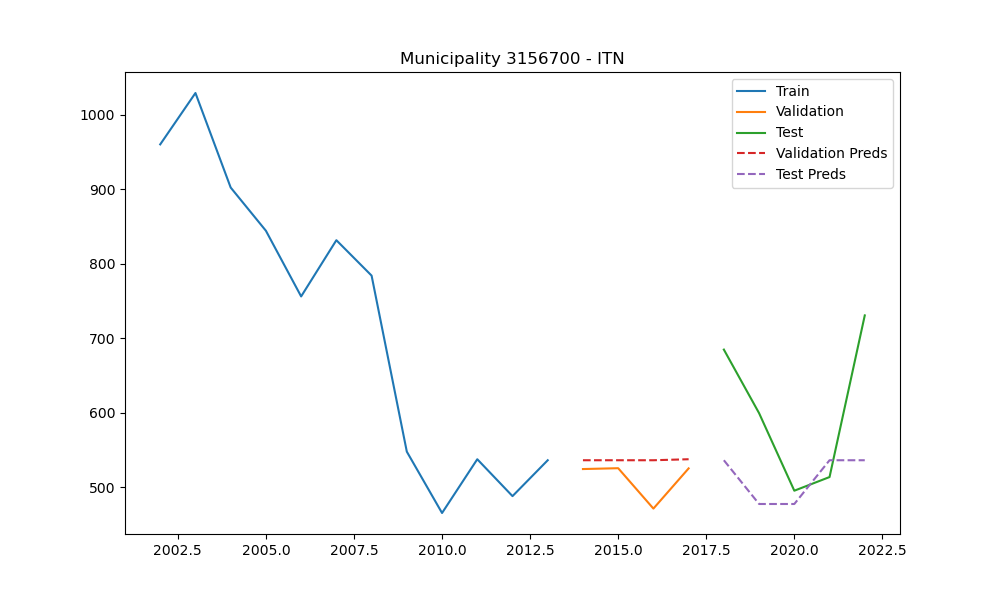 Municipality 3156700 - ITN
Train
Validation
Test
Validation Preds
Test Preds
1000
900
800
700
600
500
2002.5 2005.0 2007.5 2010.0 2012.5 2015.0 2017.5 2020.0 2022.5